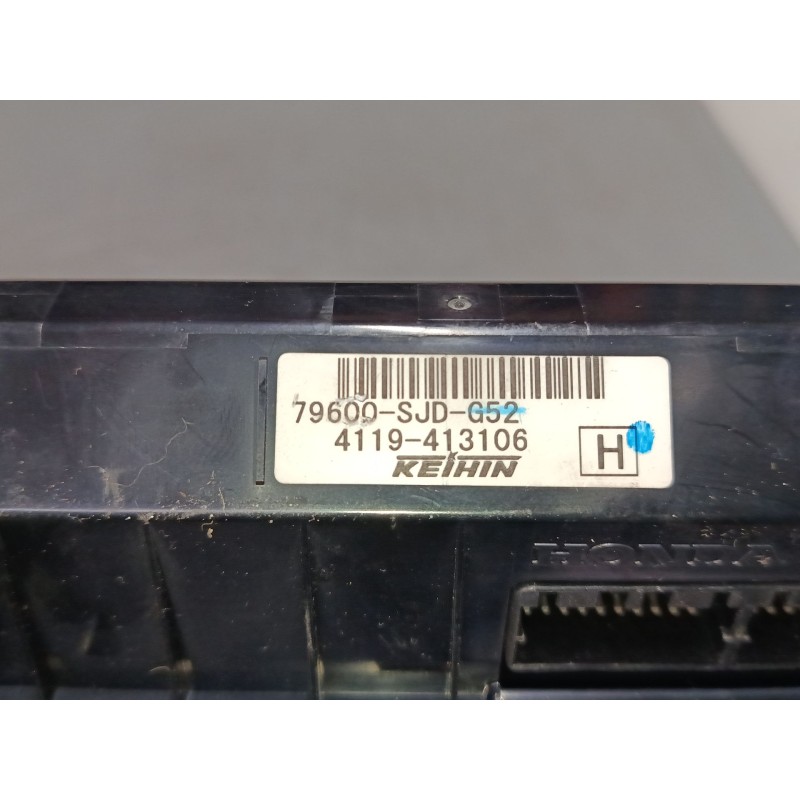 79600-SJD-G52
4119-413106
KEIHIN
H
HONDA